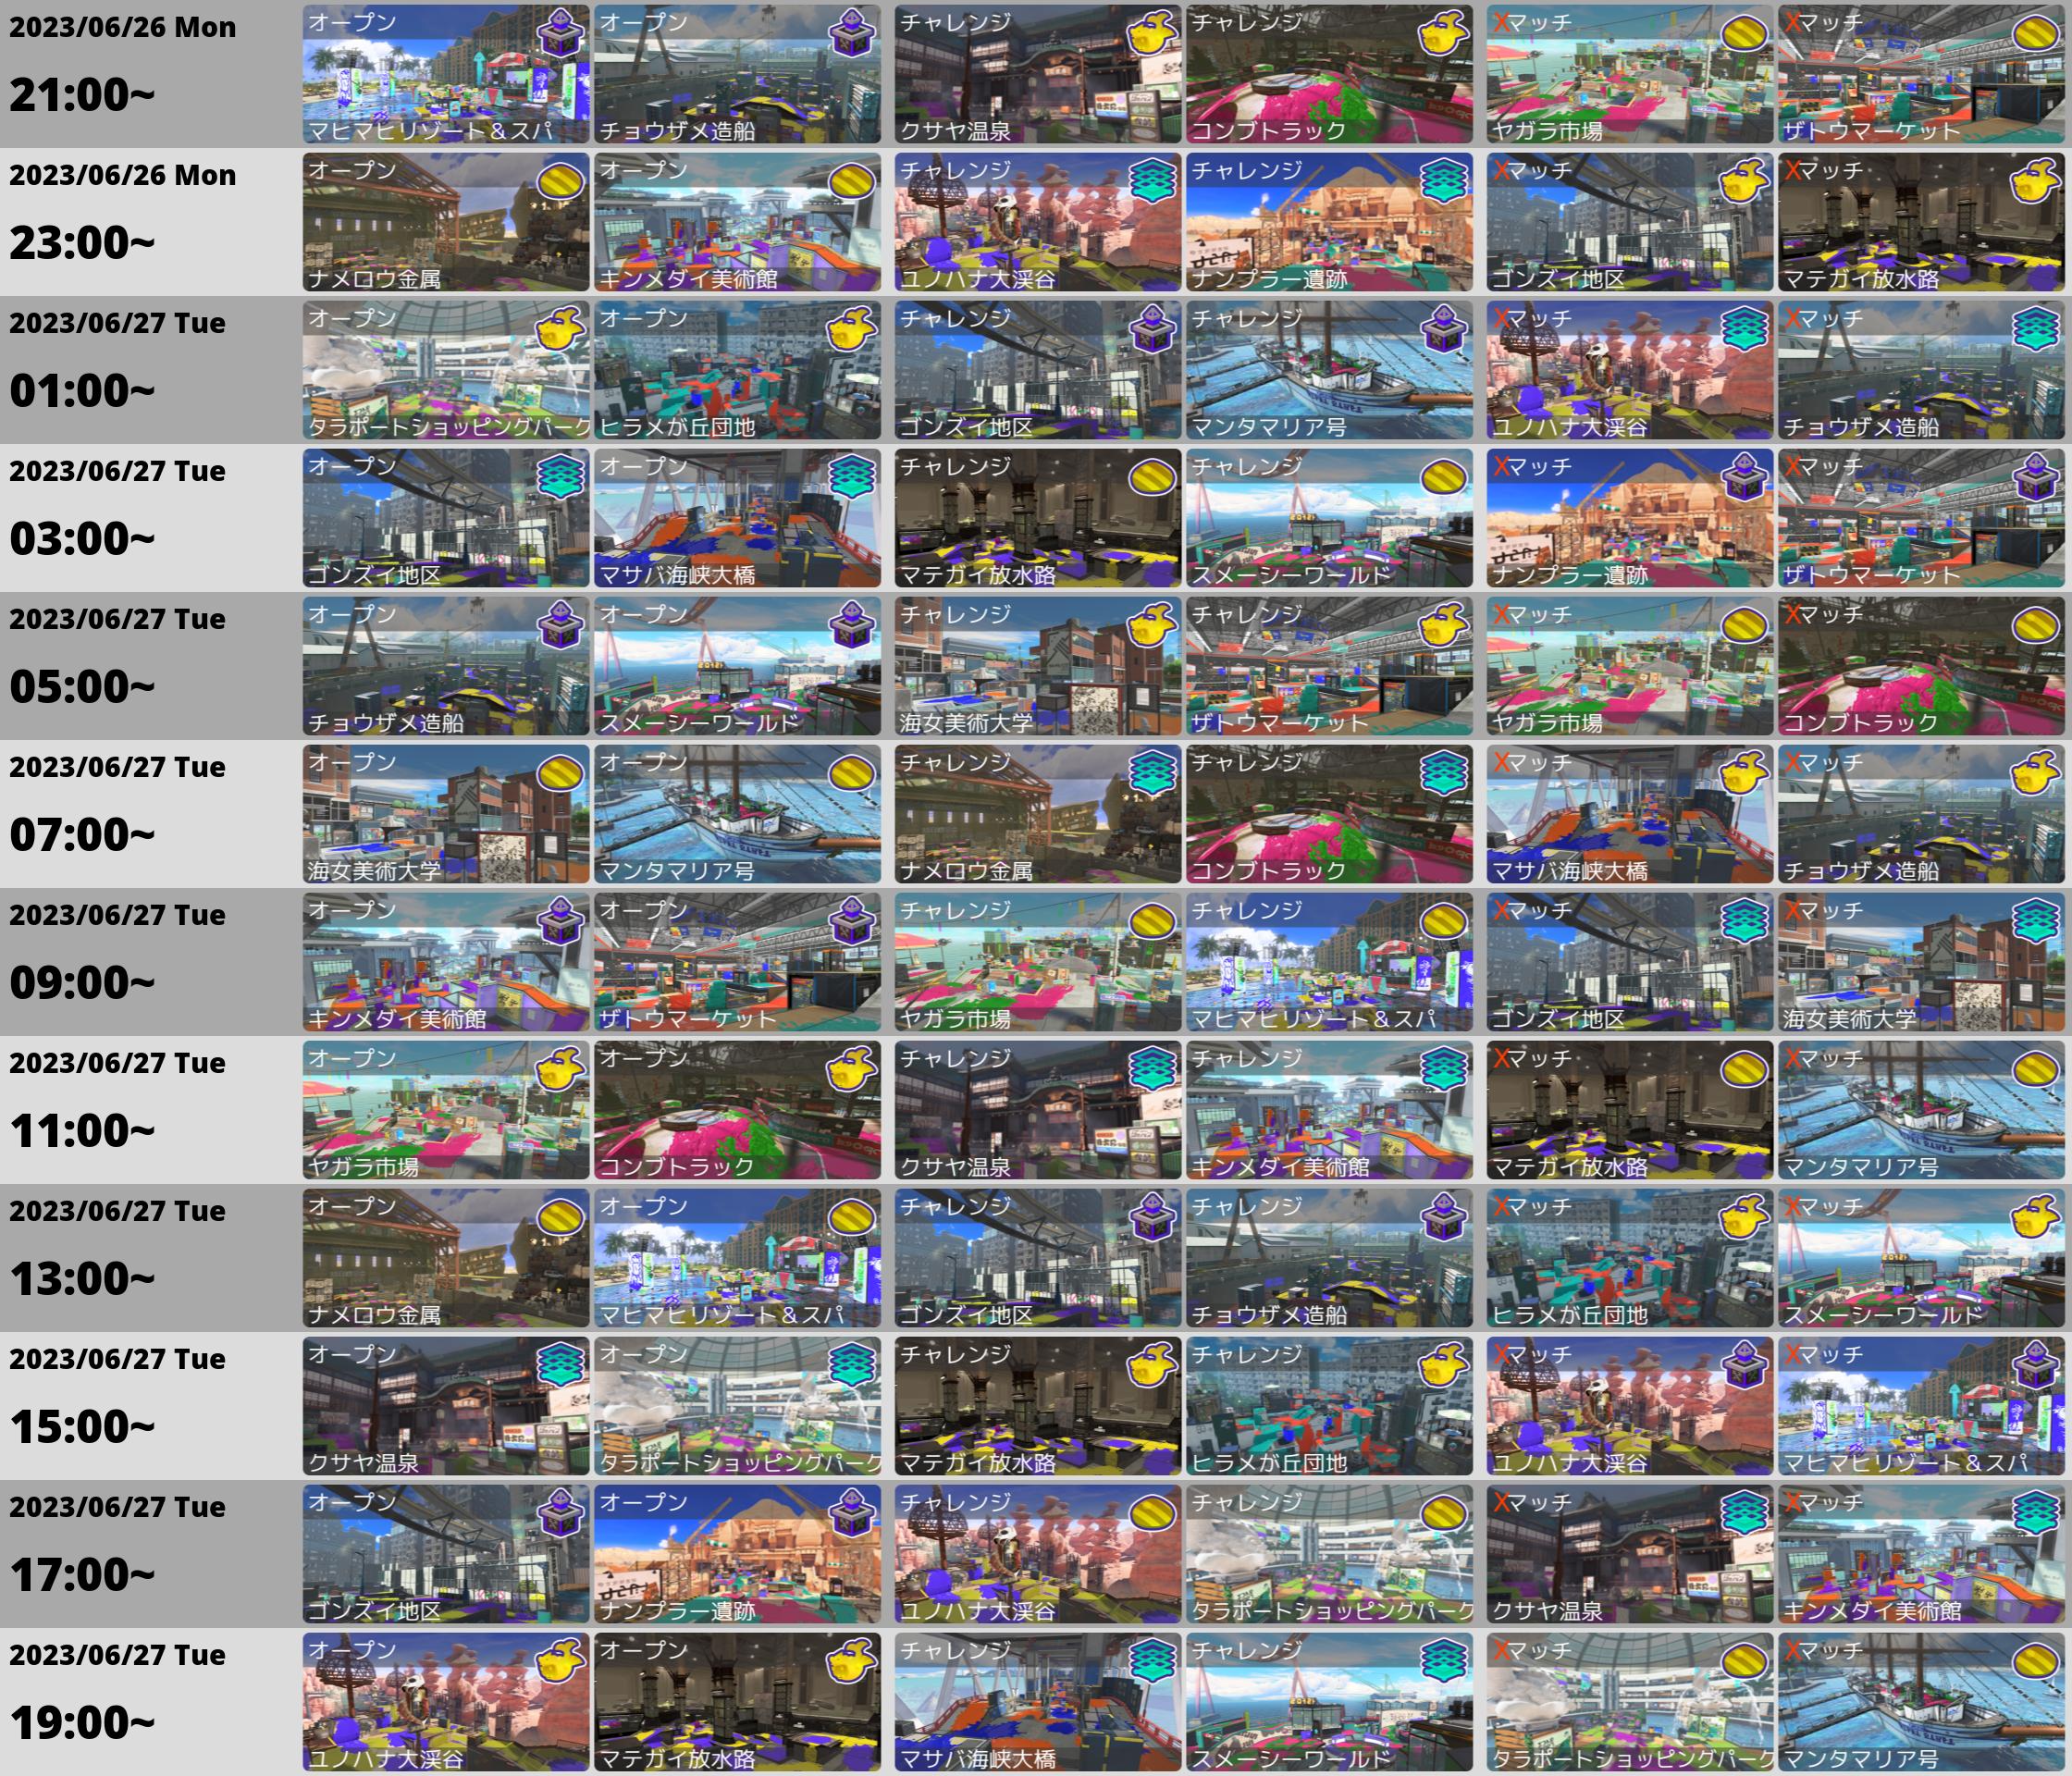 2023/06/26 Mon
21:00~
オープン
オープン
チャレンジ
チャレンジ
Xマッチ
Xマッチ
マヒマヒリゾート&スパ
チョウザメ造船
クサヤ温泉
コンブトラック
ヤガラ市場
ザトウマーケット
2023/06/26 Mon
23:00~
オープン
オープン
チャレンジ
チャレンジ
Xマッチ
Xマッチ
ナメロウ金属
キンメダイ美術館
ユノハナ大渓谷
ナンプラー遺跡
ゴンズイ地区
マテガイ放水路
2023/06/27 Tue
01:00~
オープン
オープン
チャレンジ
チャレンジ
Xマッチ
Xマッチ
タラポートショッピングパーク
ヒラメが丘団地
ゴンズイ地区
マンタマリア号
ユノハナ大渓谷
チョウザメ造船
2023/06/27 Tue
03:00~
オープン
オープン
チャレンジ
チャレンジ
Xマッチ
Xマッチ
ゴンズイ地区
マサバ海峡大橋
マテガイ放水路
スメーシーワールド
ナンプラー遺跡
ザトウマーケット
2023/06/27 Tue
05:00~
オープン
オープン
チャレンジ
チャレンジ
Xマッチ
Xマッチ
チョウザメ造船
スメーシーワールド
海女美術大学
ザトウマーケット
ヤガラ市場
コンブトラック
2023/06/27 Tue
07:00~
オープン
オープン
チャレンジ
チャレンジ
Xマッチ
Xマッチ
海女美術大学
マンタマリア号
ナメロウ金属
コンブトラック
マサバ海峡大橋
チョウザメ造船
2023/06/27 Tue
09:00~
オープン
オープン
チャレンジ
チャレンジ
Xマッチ
Xマッチ
キンメダイ美術館
ザトウマーケット
ヤガラ市場
マヒマヒリゾート&スパ
ゴンズイ地区
海女美術大学
2023/06/27 Tue
11:00~
オープン
オープン
チャレンジ
チャレンジ
Xマッチ
Xマッチ
ヤガラ市場
コンブトラック
クサヤ温泉
キンメダイ美術館
マテガイ放水路
マンタマリア号
2023/06/27 Tue
13:00~
オープン
オープン
チャレンジ
チャレンジ
Xマッチ
Xマッチ
ナメロウ金属
マヒマヒリゾート&スパ
ゴンズイ地区
チョウザメ造船
ヒラメが丘団地
スメーシーワールド
2023/06/27 Tue
15:00~
オープン
オープン
チャレンジ
チャレンジ
Xマッチ
Xマッチ
クサヤ温泉
タラポートショッピングパーク
マテガイ放水路
ヒラメが丘団地
ユノハナ大渓谷
マヒマヒリゾート&スパ
2023/06/27 Tue
17:00~
オープン
オープン
チャレンジ
チャレンジ
Xマッチ
Xマッチ
ゴンズイ地区
ナンプラー遺跡
ユノハナ大渓谷
タラポートショッピングパーク
クサヤ温泉
キンメダイ美術館
2023/06/27 Tue
19:00~
オープン
オープン
チャレンジ
チャレンジ
Xマッチ
Xマッチ
ユノハナ大渓谷
マテガイ放水路
マサバ海峡大橋
スメーシーワールド
タラポートショッピングパーク
マンタマリア号